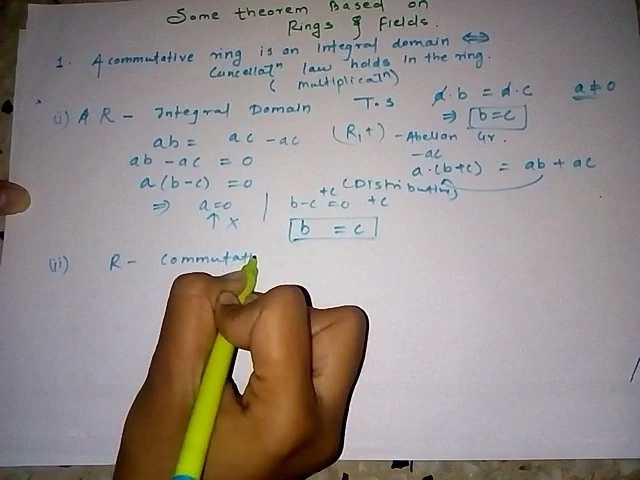 Some theorem Based on
Rings & Fields.
1. A commutative ring is an integral domain ⇔
Cancellatⁿ law holds in the ring.
(multiplicatⁿ)
i) A R - Integral Domain T.S a·b = a·c a ≠ 0
⇒ b=c
ab = ac -ac (R,+) - Abelian Gr.
-ac
ab - ac = 0 a·(b+c) = ab + ac
a(b-c) = 0 (Distributive)
+c
⇒ a=0 | b-c = 0 +c
↑ x b = c
(ii) R - Commutati